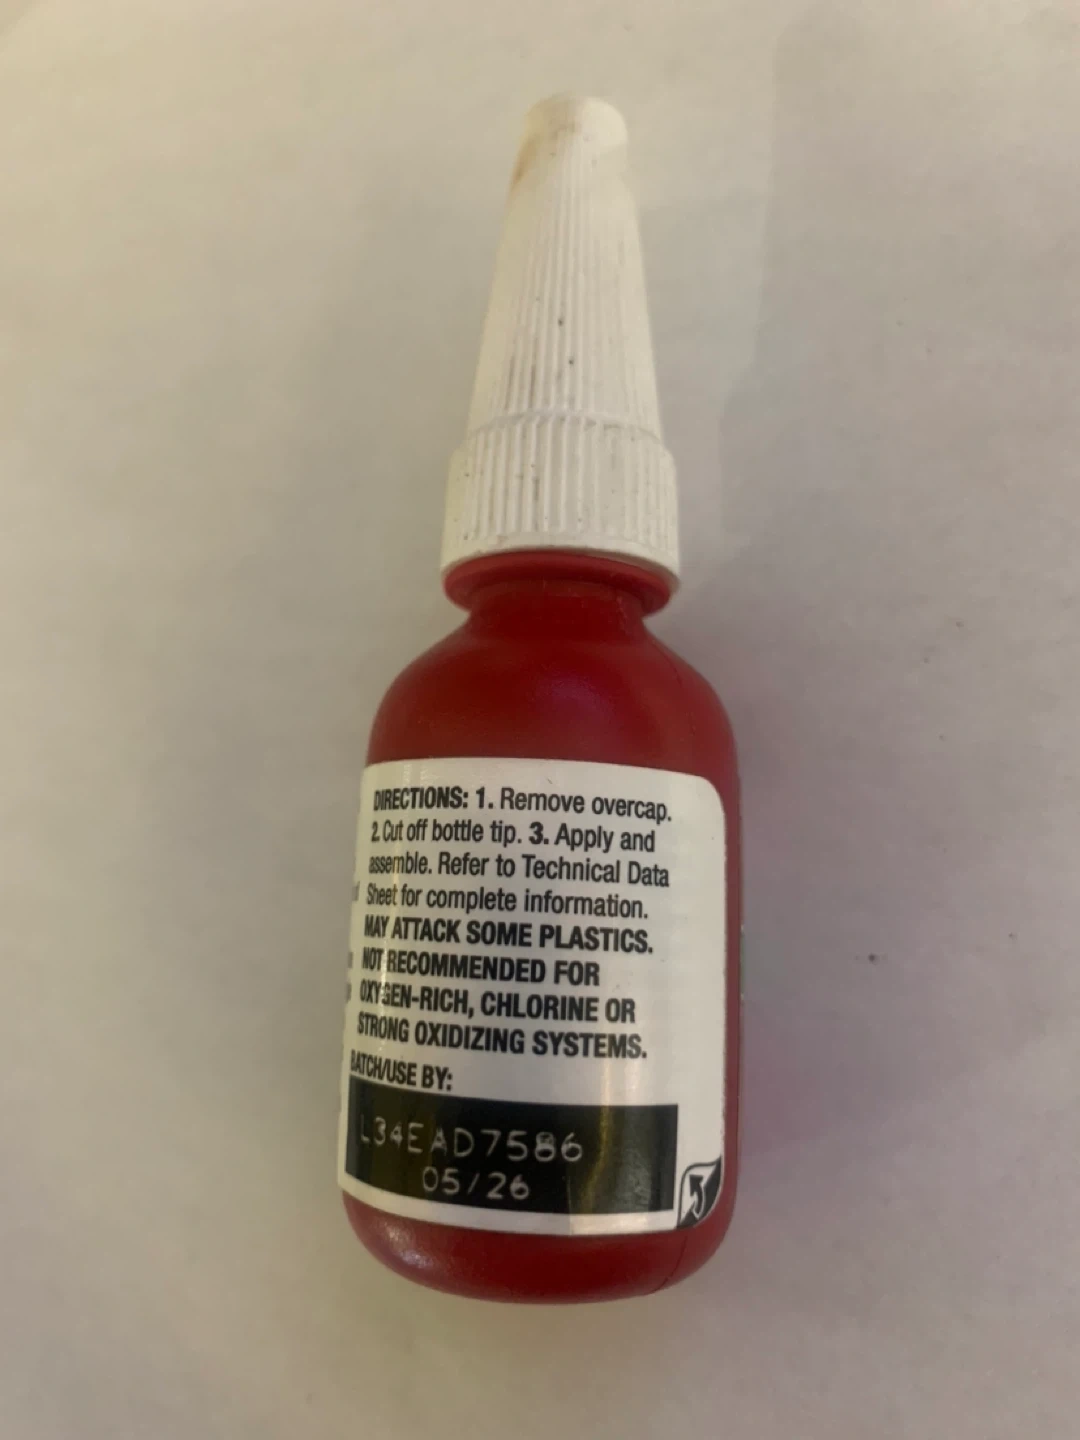 DIRECTIONS: 1. Remove overcap.
2. Cut off bottle tip. 3. Apply and
assemble. Refer to Technical Data
Sheet for complete information.
MAY ATTACK SOME PLASTICS.
NOT RECOMMENDED FOR
OXYGEN-RICH, CHLORINE OR
STRONG OXIDIZING SYSTEMS.
BATCH/USE BY:
L34EAD7586
05/26